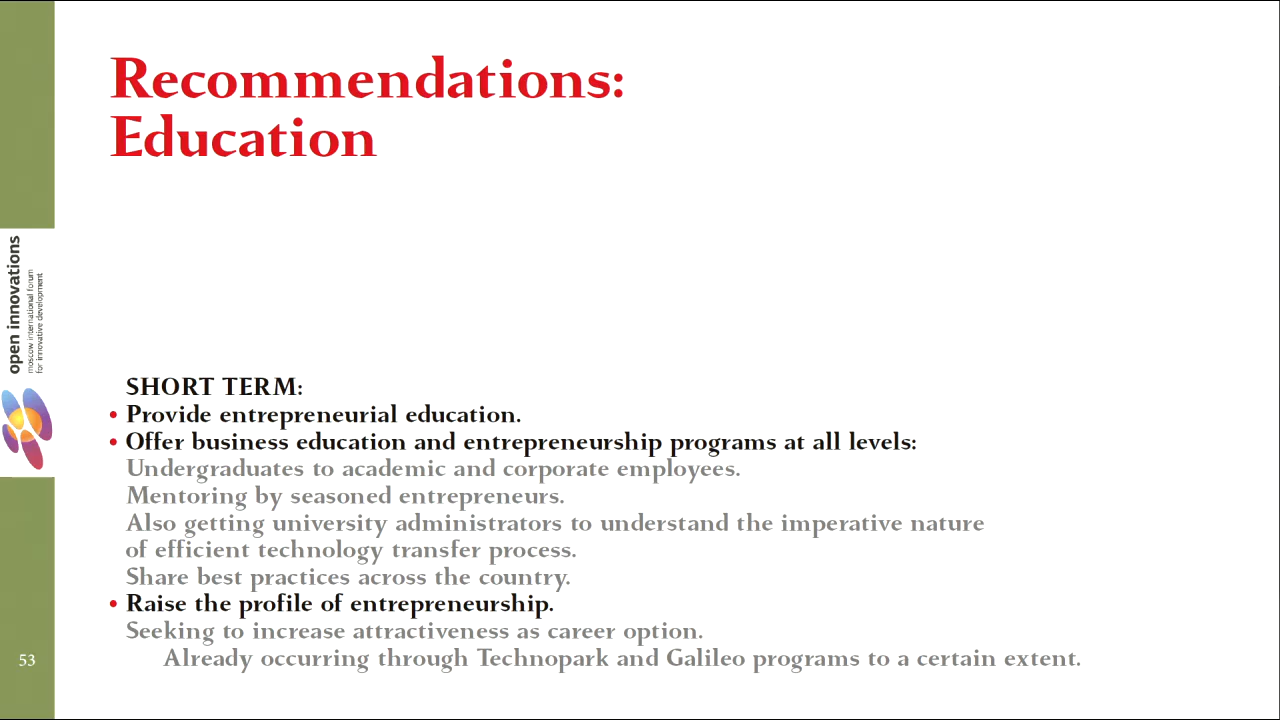 Recommendations:
Education
open innovations
moscow international forum
for innovative development
SHORT TERM:
• Provide entrepreneurial education.
• Offer business education and entrepreneurship programs at all levels:
Undergraduates to academic and corporate employees.
Mentoring by seasoned entrepreneurs.
Also getting university administrators to understand the imperative nature
of efficient technology transfer process.
Share best practices across the country.
• Raise the profile of entrepreneurship.
Seeking to increase attractiveness as career option.
Already occurring through Technopark and Galileo programs to a certain extent.
53